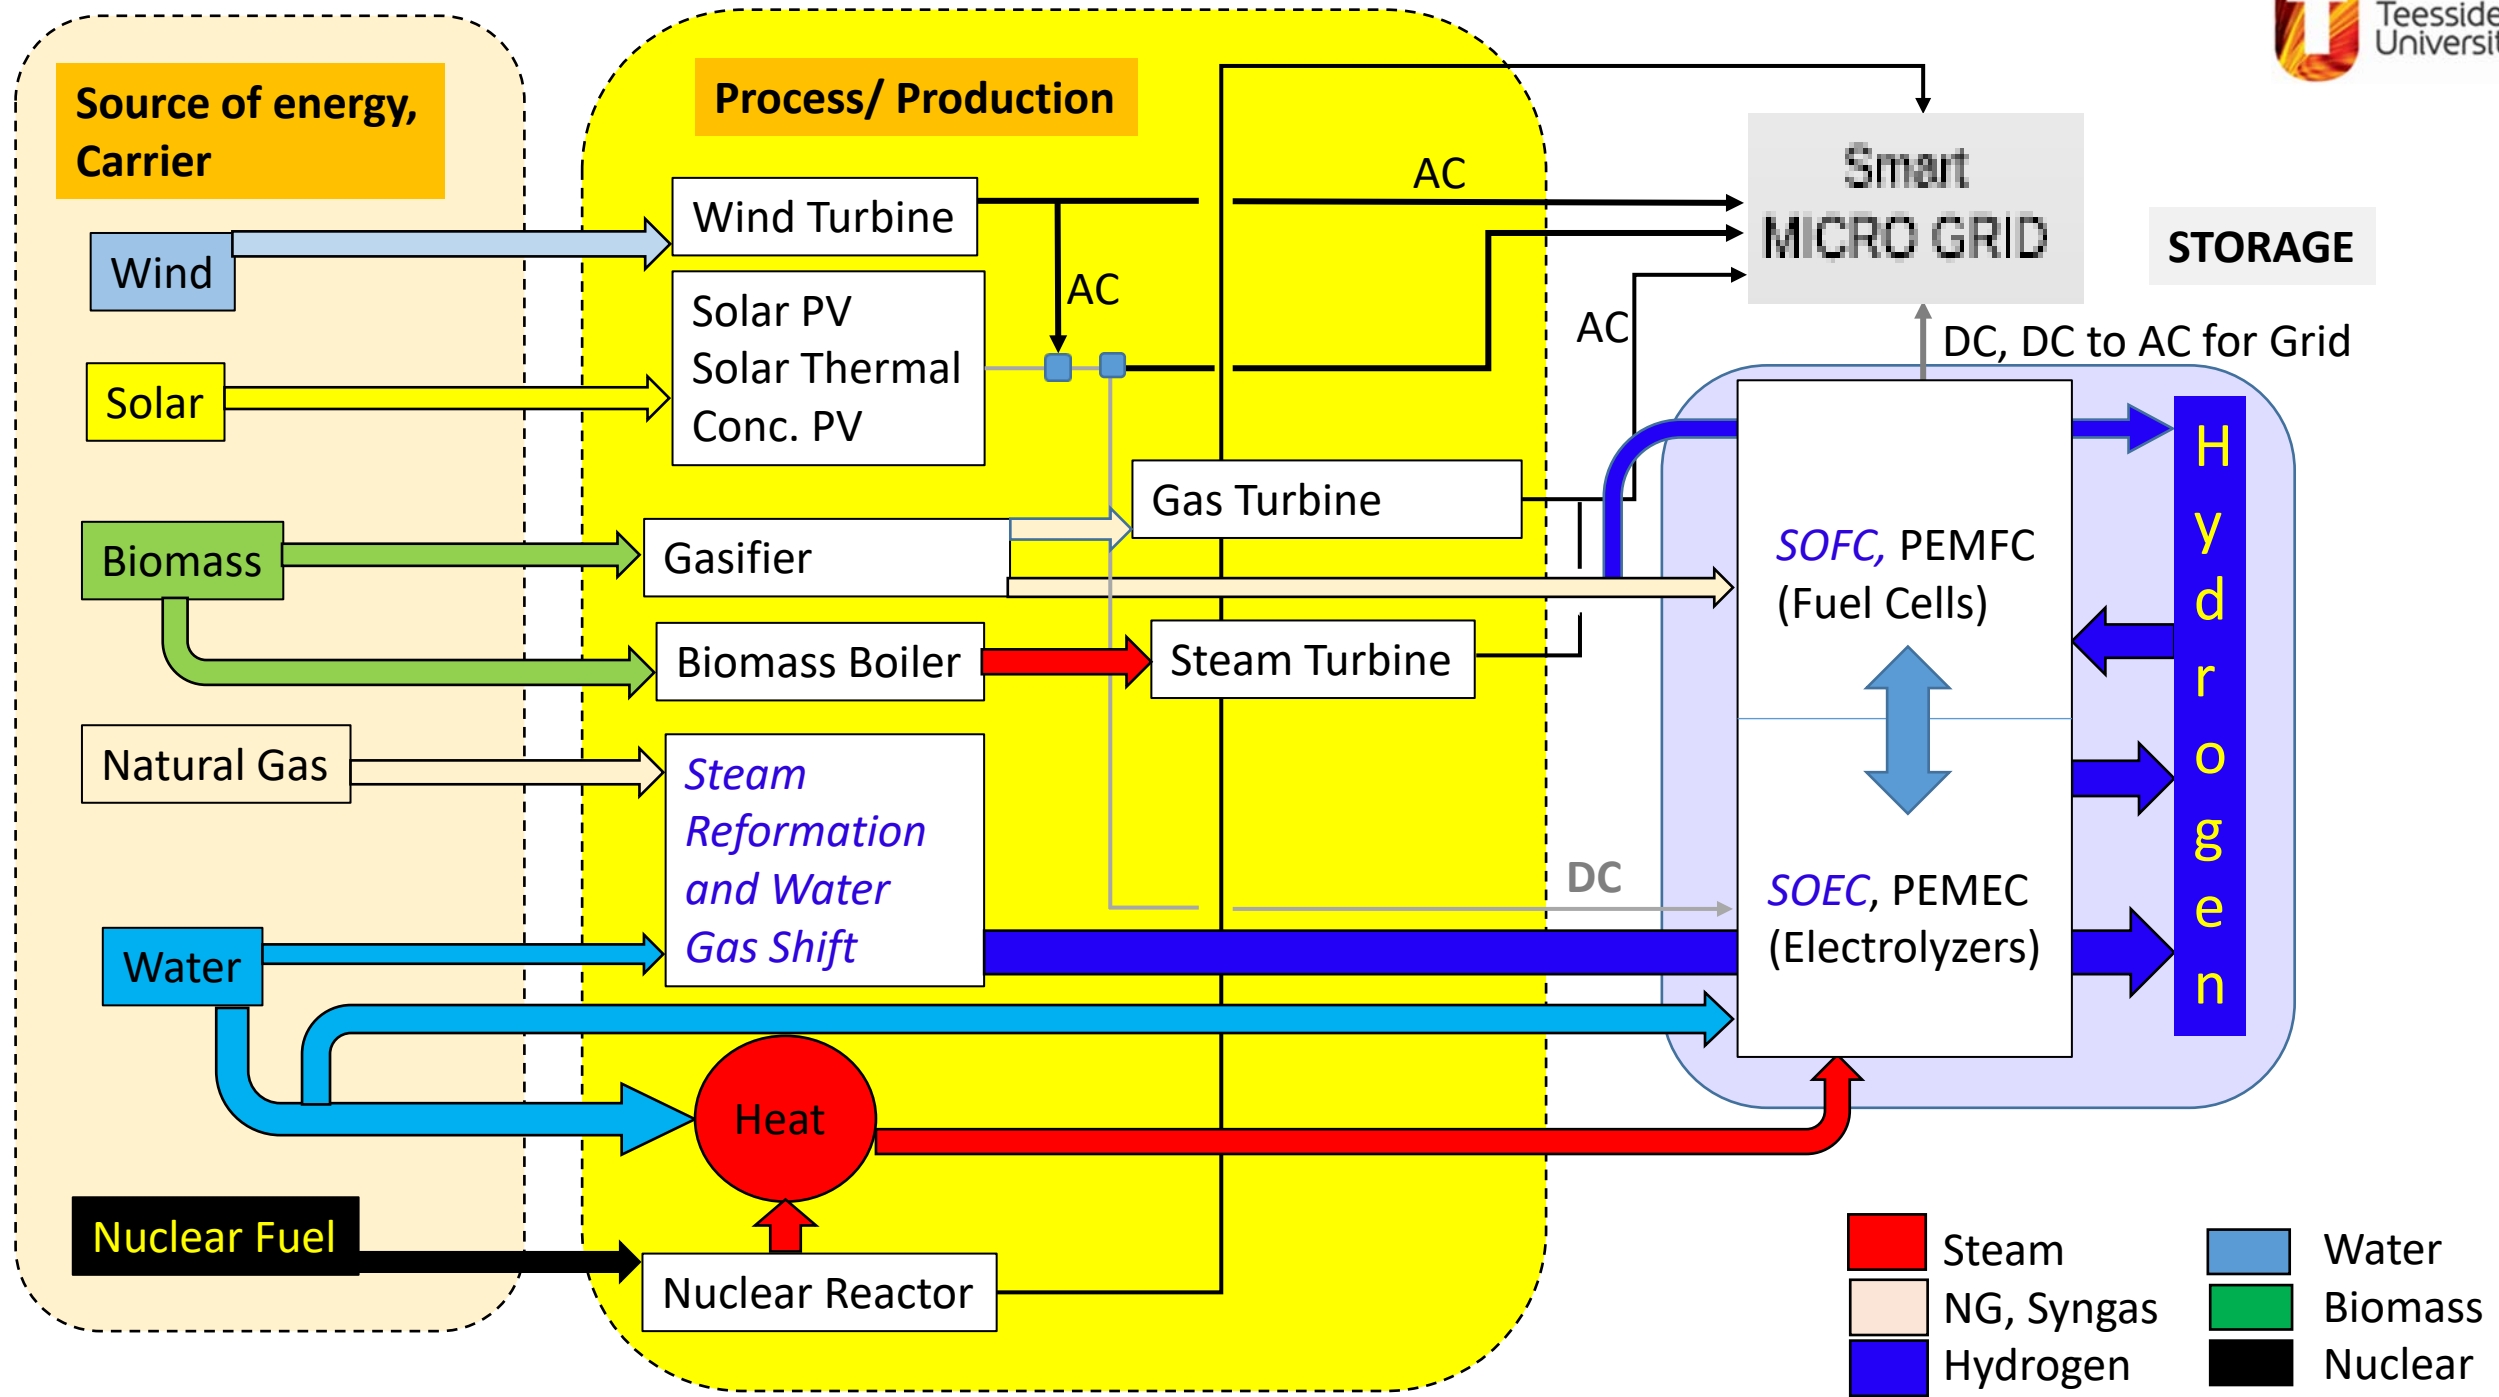 Teesside
Universit
Source of energy,
Carrier
Process/ Production
AC
Smart
MICRO GRID
STORAGE
Wind
Wind Turbine
AC
AC
DC, DC to AC for Grid
Solar
Solar PV
Solar Thermal
Conc. PV
Gas Turbine
Biomass
Gasifier
SOFC, PEMFC
(Fuel Cells)
Biomass Boiler
Steam Turbine
Natural Gas
Steam
Reformation
and Water
Gas Shift
DC
SOEC, PEMEC
(Electrolyzers)
H
y
d
r
o
g
e
n
Water
Heat
Nuclear Fuel
Nuclear Reactor
Steam
Water
NG, Syngas
Biomass
Hydrogen
Nuclear